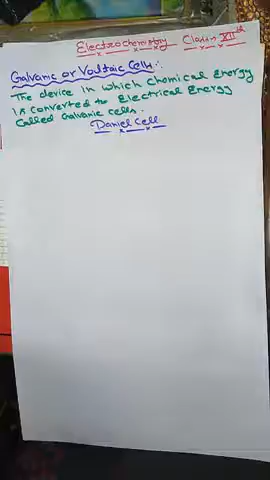 Electrochemistry Class → XIIth
Galvanic or Voltaic Cells :
The device in which Chemical Energy
is converted to Electrical Energy
Called Galvanic cells.
Daniel Cell